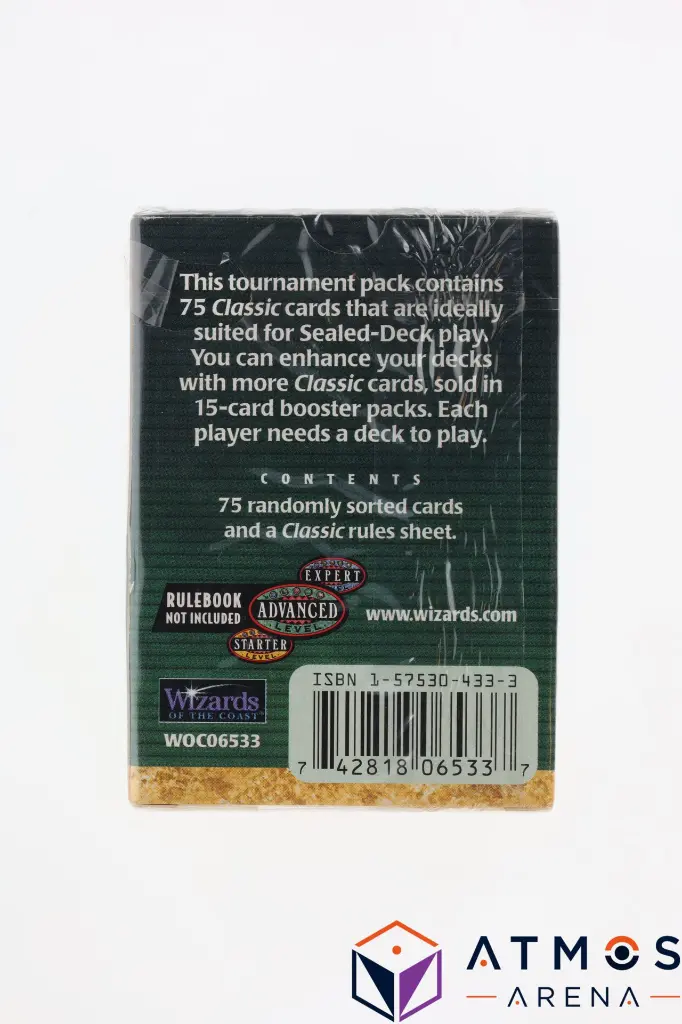 This tournament pack contains
75 Classic cards that are ideally
suited for Sealed-Deck play.
You can enhance your decks
with more Classic cards, sold in
15-card booster packs. Each
player needs a deck to play.
CONTENTS
75 randomly sorted cards
and a Classic rules sheet.
EXPERT
LEVEL
RULEBOOK
NOT INCLUDED
ADVANCED
LEVEL
www.wizards.com
STARTER
LEVEL
Wizards
OF THE COAST
WOC06533
ISBN 1-57530-433-3
7 42818 06533 7
ATMOS
ARENA